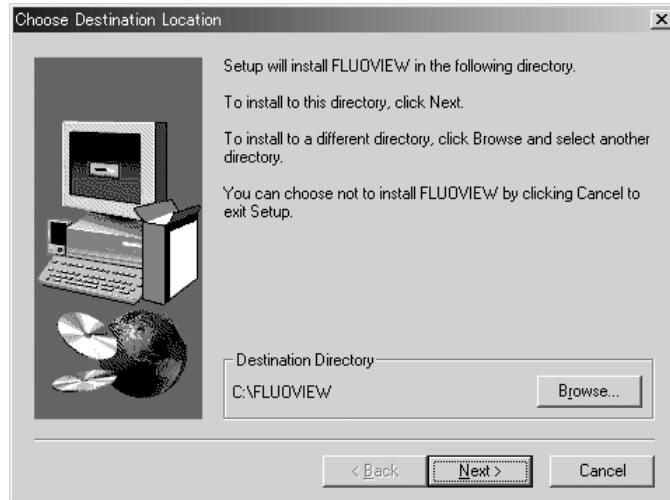 Choose Destination Location
Setup will install FLUOVIEW in the following directory.
To install to this directory, click Next.
To install to a different directory, click Browse and select another
directory.
You can choose not to install FLUOVIEW by clicking Cancel to
exit Setup.
Destination Directory
C:\FLUOVIEW
Browse...
< Back
Next >
Cancel